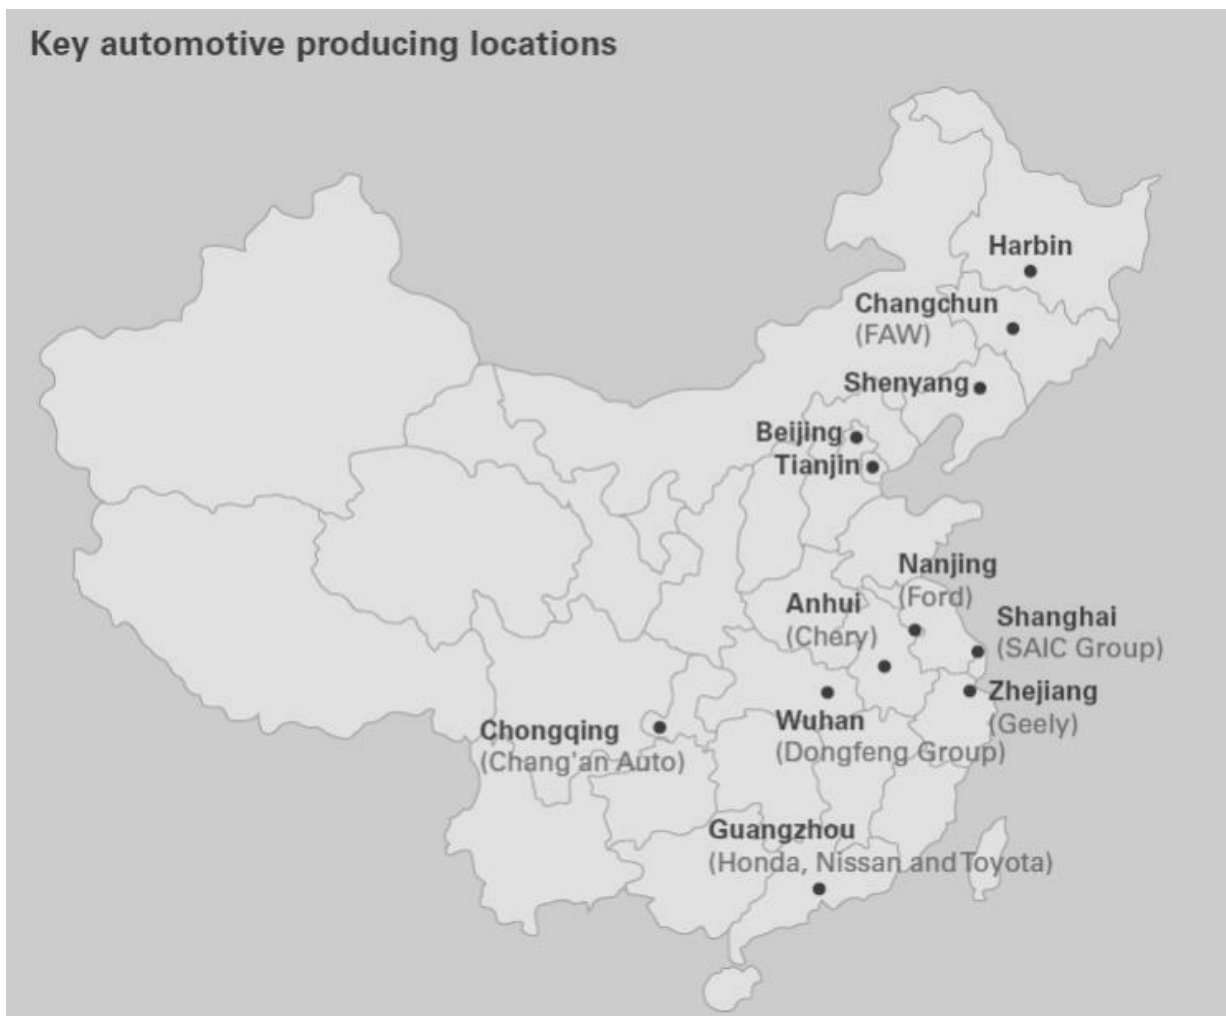 Key automotive producing locations
Harbin
Changchun
(FAW)
Shenyang
Beijing
Tianjin
Nanjing
(Ford)
Anhui
(Chery)
Shanghai
(SAIC Group)
Zhejiang
(Geely)
Wuhan
(Dongfeng Group)
Chongqing
(Chang'an Auto)
Guangzhou
(Honda, Nissan and Toyota)